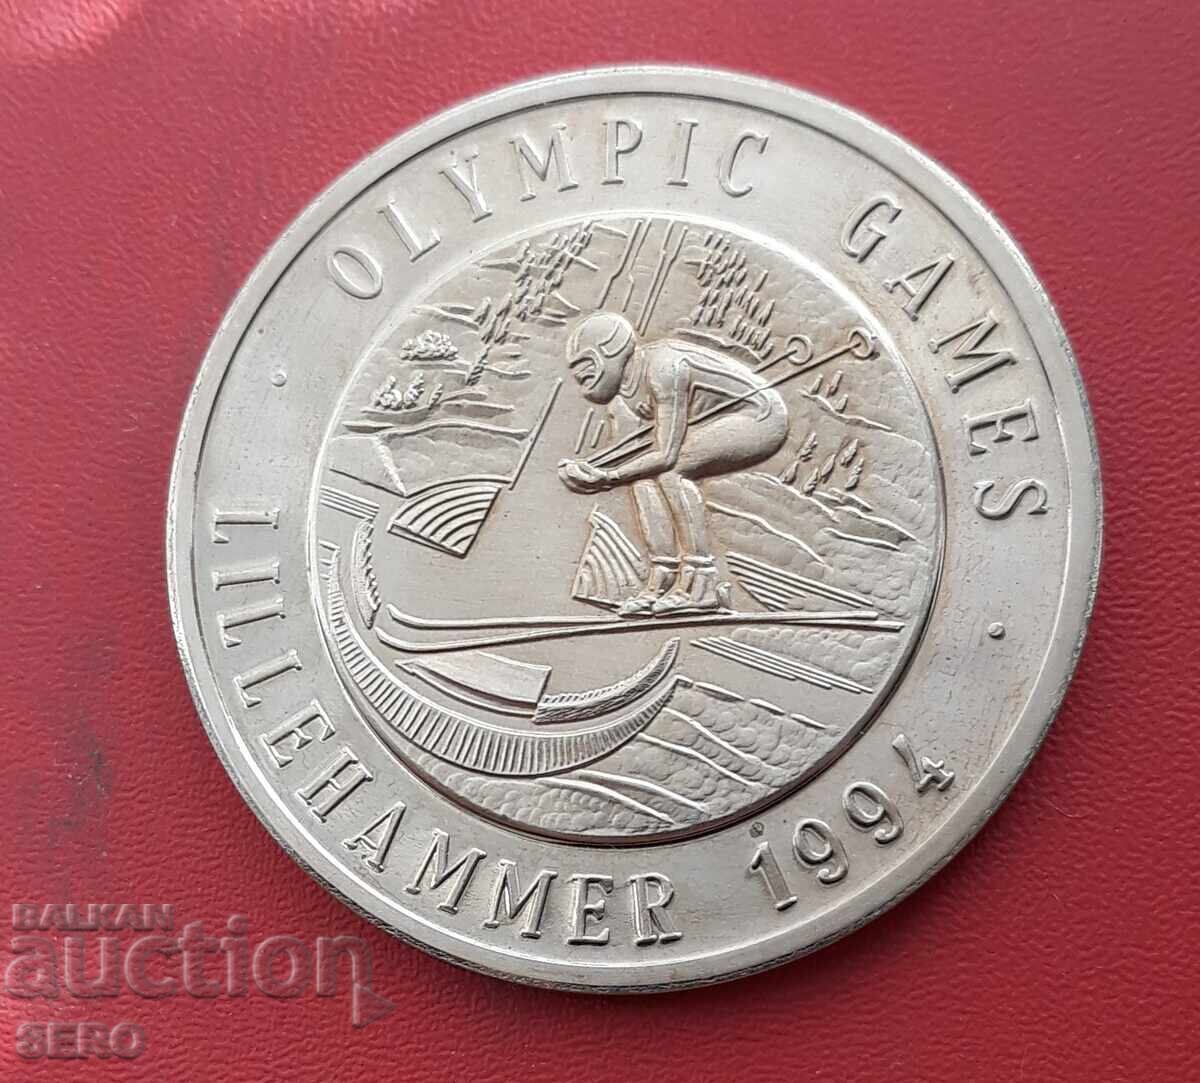 · OLYMPIC GAMES ·
LILLEHAMMER 1994
BALKAN
auction
SERO